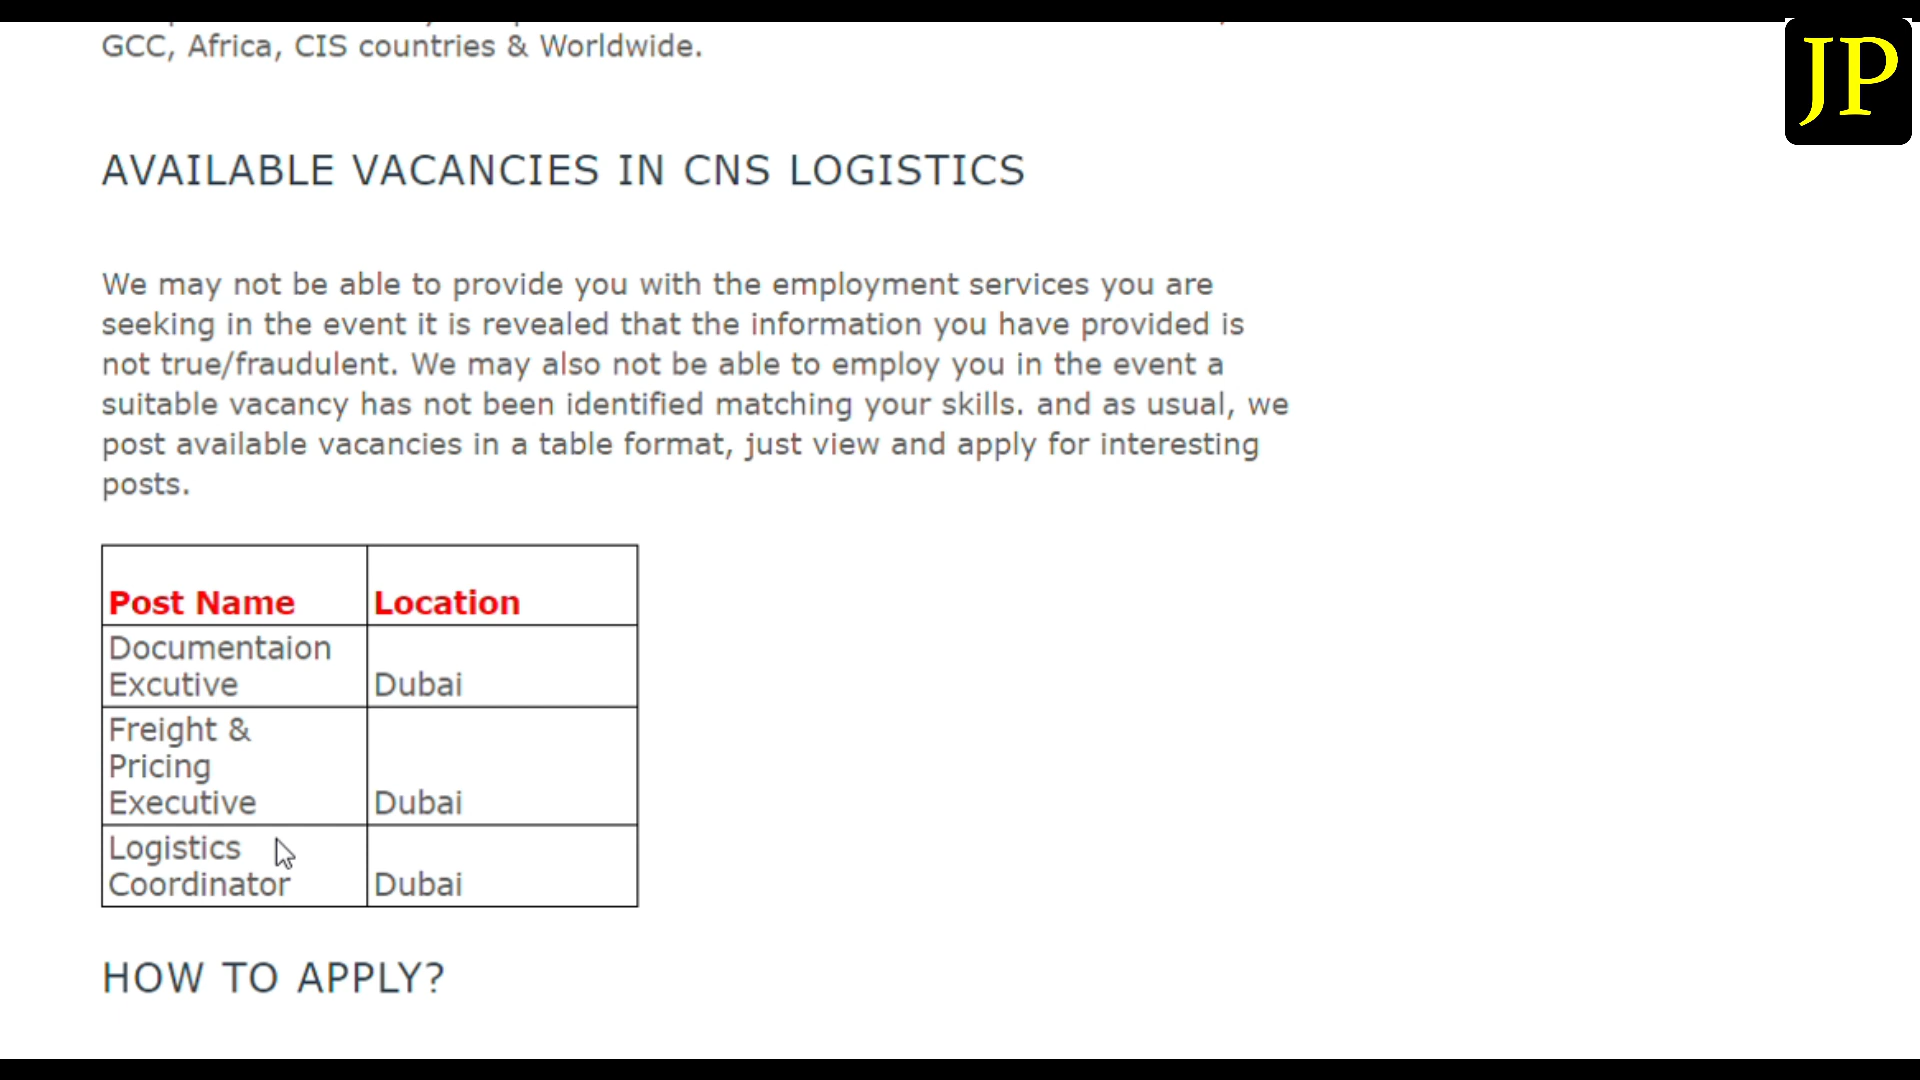 GCC, Africa, CIS countries & Worldwide.
JP
AVAILABLE VACANCIES IN CNS LOGISTICS
We may not be able to provide you with the employment services you are
seeking in the event it is revealed that the information you have provided is
not true/fraudulent. We may also not be able to employ you in the event a
suitable vacancy has not been identified matching your skills. and as usual, we
post available vacancies in a table format, just view and apply for interesting
posts.
Post Name Location
Documentaion
Excutive Dubai
Freight &
Pricing
Executive Dubai
Logistics
Coordinator Dubai
HOW TO APPLY?